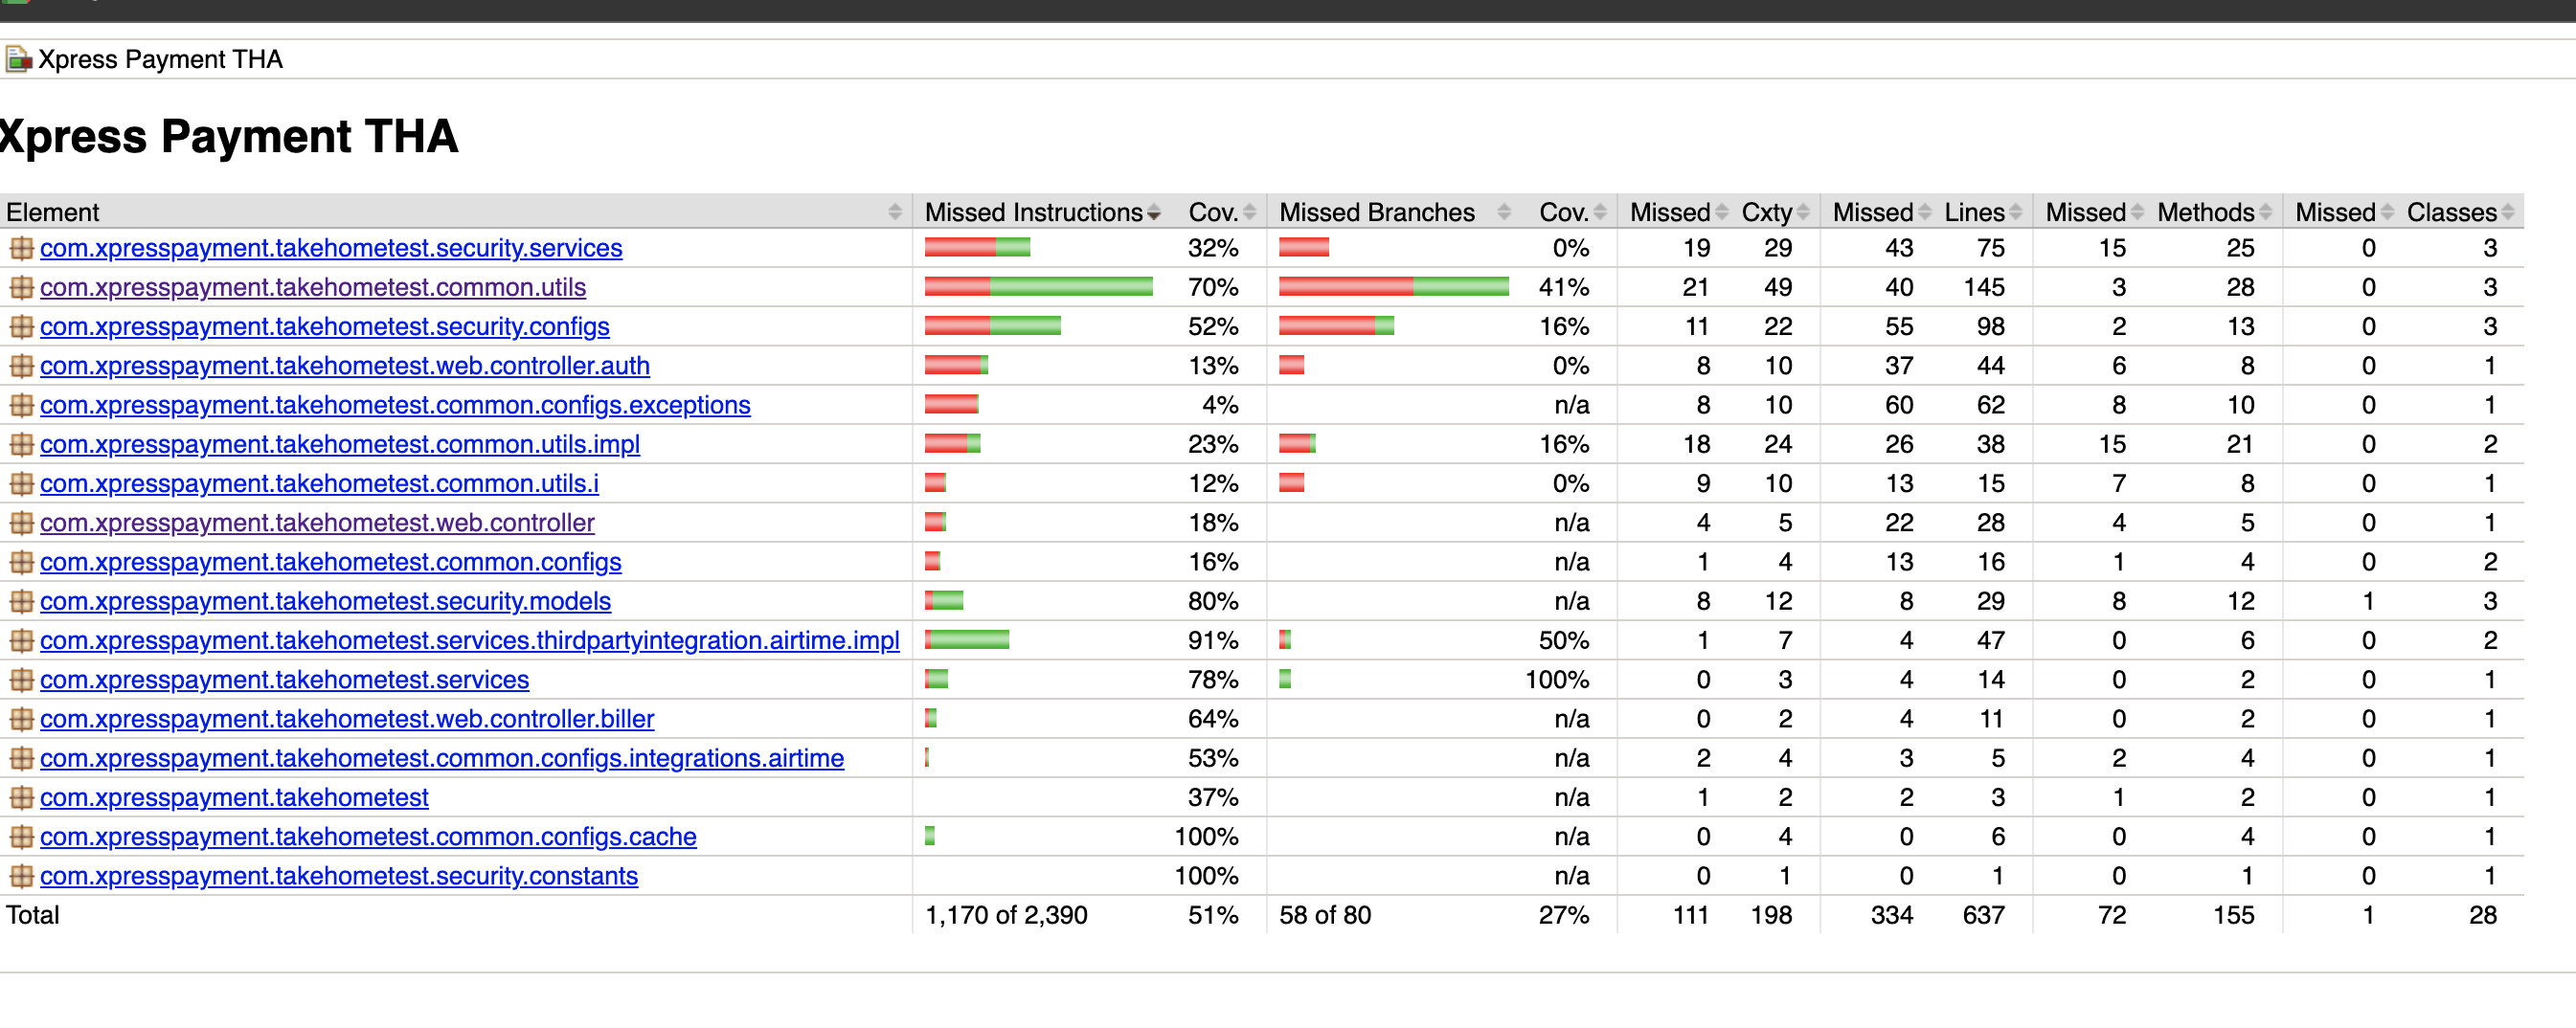 Xpress Payment THA
Xpress Payment THA
Element Missed Instructions Cov. Missed Branches Cov. Missed Cxty Missed Lines Missed Methods Missed Classes
com.xpresspayment.takehometest.security.services 32% 0% 19 29 43 75 15 25 0 3
com.xpresspayment.takehometest.common.utils 70% 41% 21 49 40 145 3 28 0 3
com.xpresspayment.takehometest.security.configs 52% 16% 11 22 55 98 2 13 0 3
com.xpresspayment.takehometest.web.controller.auth 13% 0% 8 10 37 44 6 8 0 1
com.xpresspayment.takehometest.common.configs.exceptions 4% n/a 8 10 60 62 8 10 0 1
com.xpresspayment.takehometest.common.utils.impl 23% 16% 18 24 26 38 15 21 0 2
com.xpresspayment.takehometest.common.utils.i 12% 0% 9 10 13 15 7 8 0 1
com.xpresspayment.takehometest.web.controller 18% n/a 4 5 22 28 4 5 0 1
com.xpresspayment.takehometest.common.configs 16% n/a 1 4 13 16 1 4 0 2
com.xpresspayment.takehometest.security.models 80% n/a 8 12 8 29 8 12 1 3
com.xpresspayment.takehometest.services.thirdpartyintegration.airtime.impl 91% 50% 1 7 4 47 0 6 0 2
com.xpresspayment.takehometest.services 78% 100% 0 3 4 14 0 2 0 1
com.xpresspayment.takehometest.web.controller.biller 64% n/a 0 2 4 11 0 2 0 1
com.xpresspayment.takehometest.common.configs.integrations.airtime 53% n/a 2 4 3 5 2 4 0 1
com.xpresspayment.takehometest 37% n/a 1 2 2 3 1 2 0 1
com.xpresspayment.takehometest.common.configs.cache 100% n/a 0 4 0 6 0 4 0 1
com.xpresspayment.takehometest.security.constants 100% n/a 0 1 0 1 0 1 0 1
Total 1,170 of 2,390 51% 58 of 80 27% 111 198 334 637 72 155 1 28